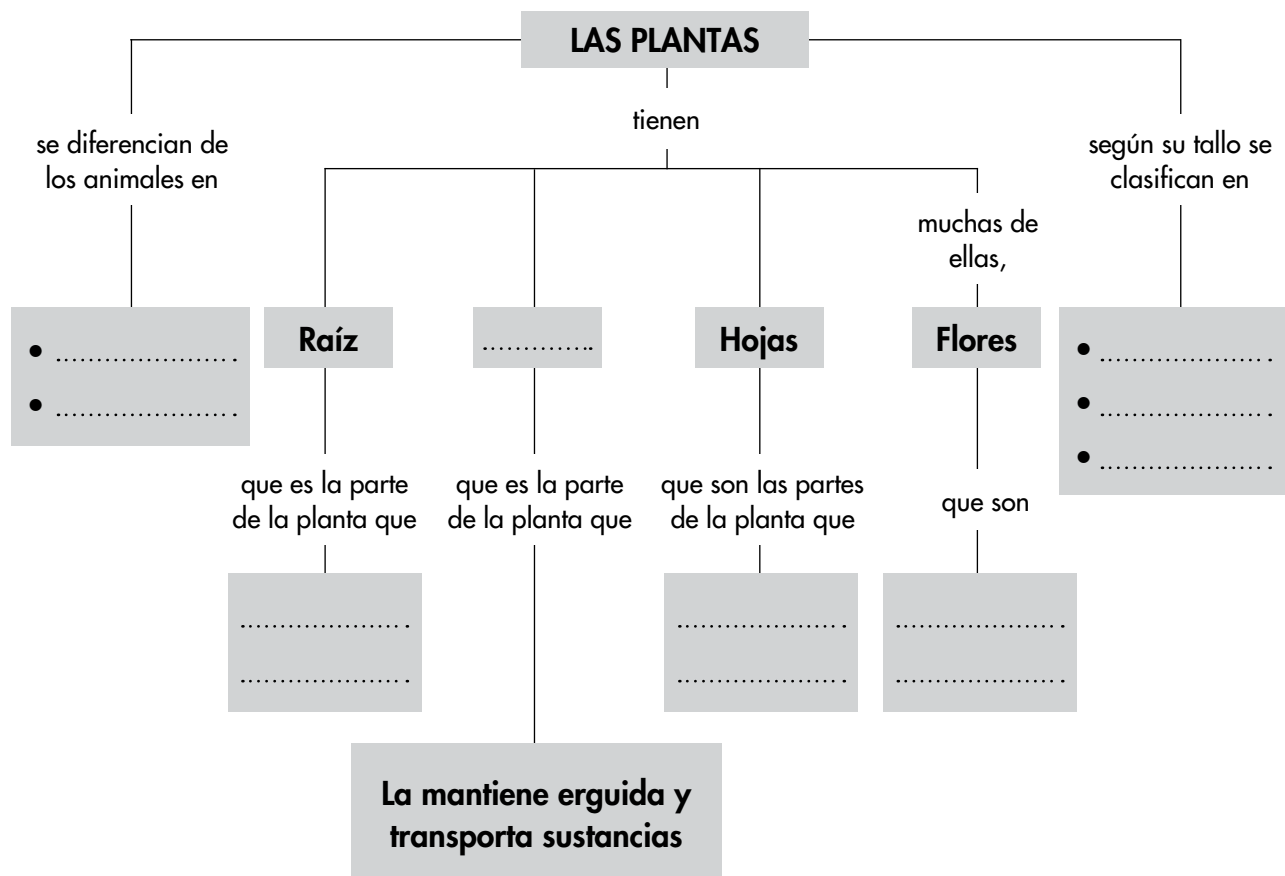 LAS PLANTAS
se diferencian de
los animales en
tienen
según su tallo se
clasifican en
muchas de
ellas,
• ......................
• ......................
Raíz
..............
Hojas
Flores
• .....................
• .....................
• .....................
que es la parte
de la planta que
que es la parte
de la planta que
que son las partes
de la planta que
que son
.....................
.....................
.....................
.....................
.....................
.....................
La mantiene erguida y
transporta sustancias